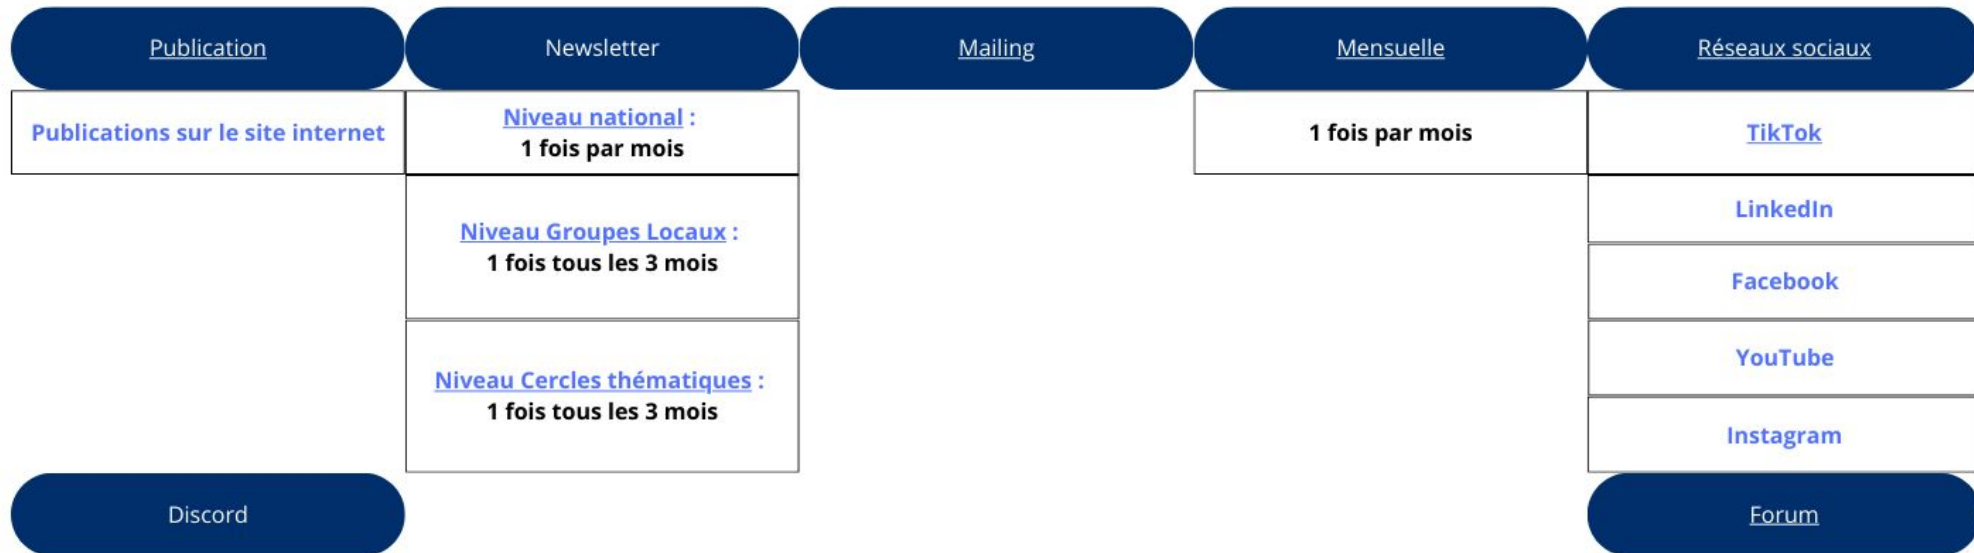 Publication
Newsletter
Mailing
Mensuelle
Réseaux sociaux
Publications sur le site internet
Niveau national :
1 fois par mois
1 fois par mois
TikTok
Niveau Groupes Locaux :
1 fois tous les 3 mois
LinkedIn
Facebook
Niveau Cercles thématiques :
1 fois tous les 3 mois
YouTube
Instagram
Discord
Forum